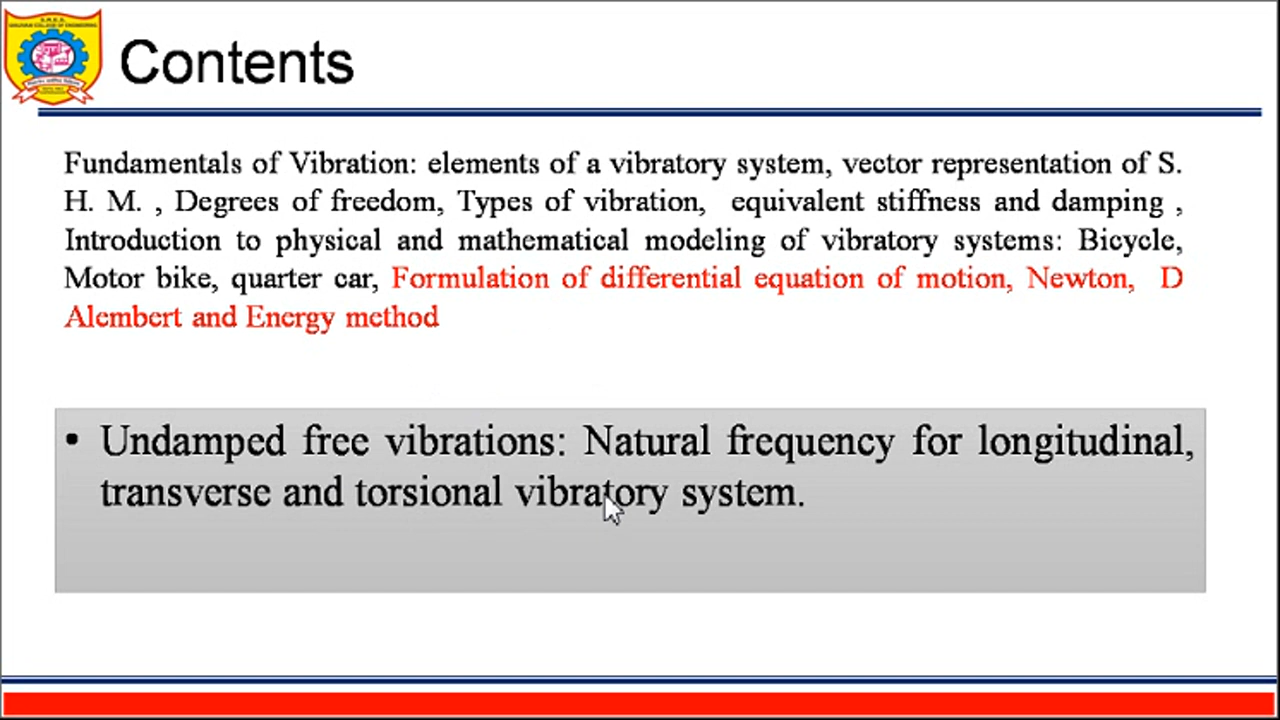 Contents
Fundamentals of Vibration: elements of a vibratory system, vector representation of S.
H. M. , Degrees of freedom, Types of vibration, equivalent stiffness and damping ,
Introduction to physical and mathematical modeling of vibratory systems: Bicycle,
Motor bike, quarter car, Formulation of differential equation of motion, Newton, D
Alembert and Energy method
• Undamped free vibrations: Natural frequency for longitudinal,
transverse and torsional vibratory system.